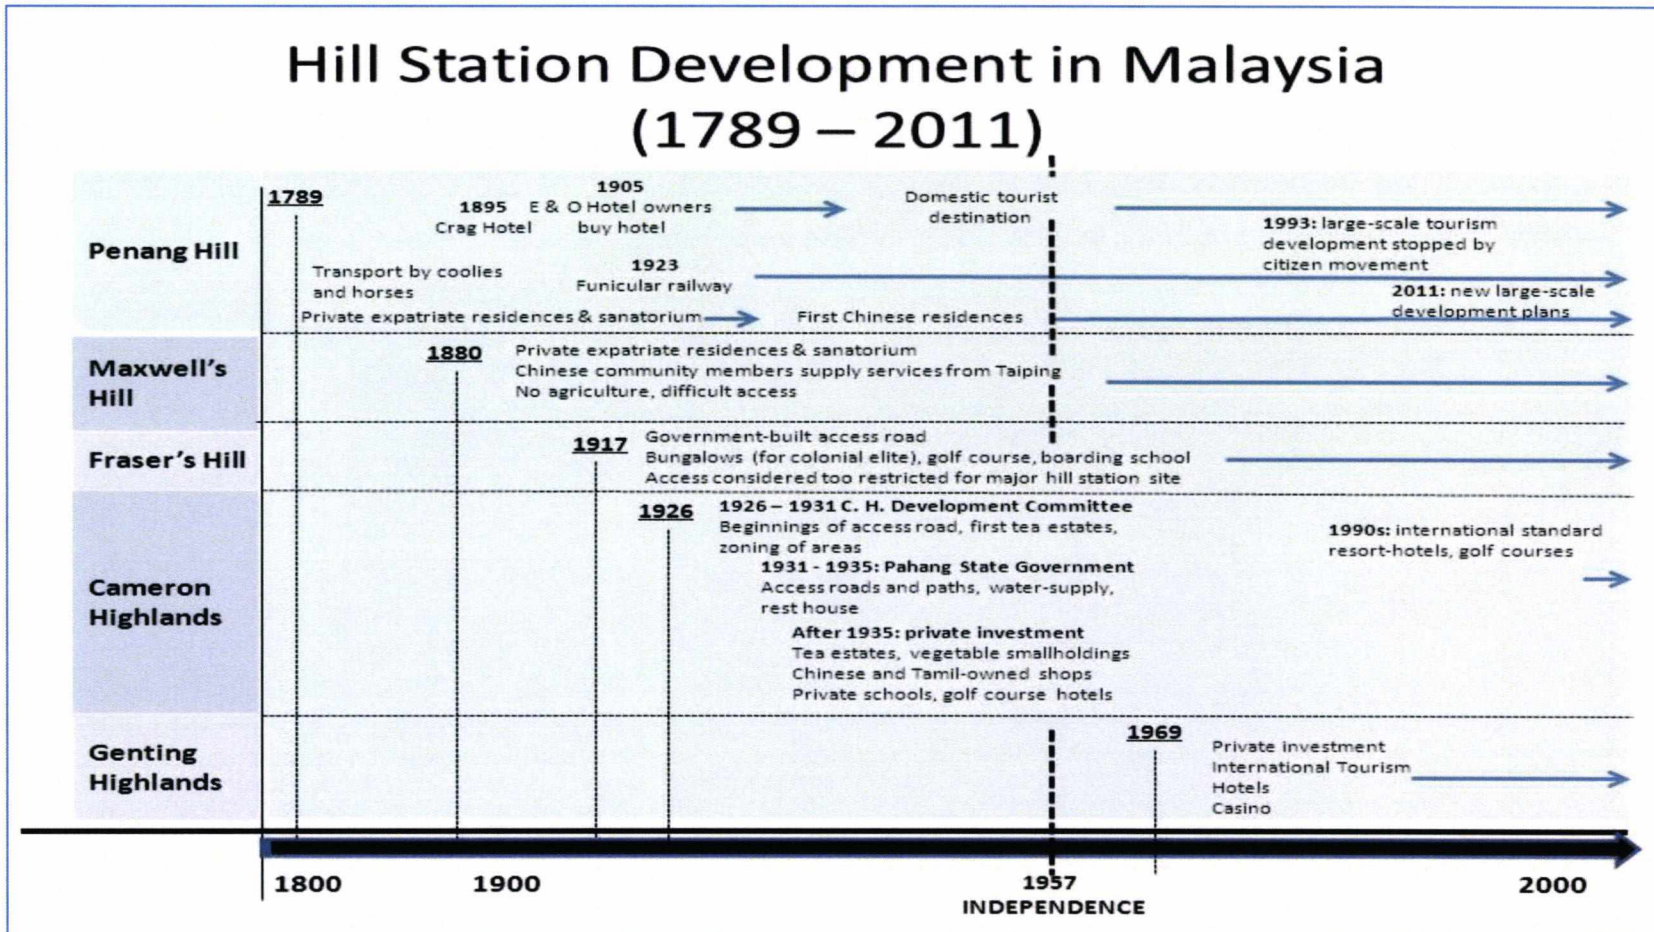 Hill Station Development in Malaysia
(1789 – 2011)
Penang Hill
1789
1895
Crag Hotel
1905
E & O Hotel owners
buy hotel
Domestic tourist
destination
1993: large-scale tourism
development stopped by
citizen movement
Transport by coolies
and horses
1923
Funicular railway
2011: new large-scale
development plans
Private expatriate residences & sanatorium
First Chinese residences
Maxwell's
Hill
1880
Private expatriate residences & sanatorium
Chinese community members supply services from Taiping
No agriculture, difficult access
Fraser's Hill
1917
Government-built access road
Bungalows (for colonial elite), golf course, boarding school
Access considered too restricted for major hill station site
Cameron
Highlands
1926
1926 – 1931 C. H. Development Committee
Beginnings of access road, first tea estates,
zoning of areas
1931 - 1935: Pahang State Government
Access roads and paths, water-supply,
rest house
After 1935: private investment
Tea estates, vegetable smallholdings
Chinese and Tamil-owned shops
Private schools, golf course hotels
1990s: international standard
resort-hotels, golf courses
Genting
Highlands
1969
Private investment
International Tourism
Hotels
Casino
1800
1900
1957
INDEPENDENCE
2000